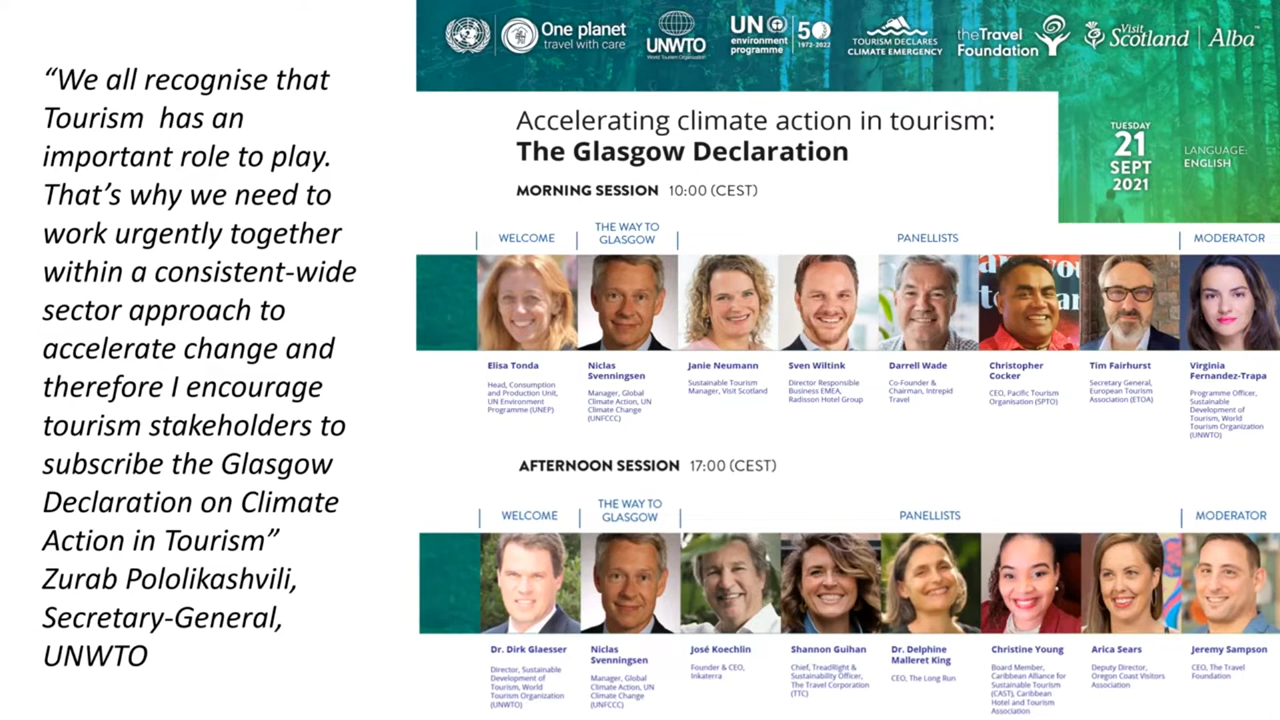 “We all recognise that
Tourism has an
important role to play.
That’s why we need to
work urgently together
within a consistent-wide
sector approach to
accelerate change and
therefore I encourage
tourism stakeholders to
subscribe the Glasgow
Declaration on Climate
Action in Tourism”
Zurab Pololikashvili,
Secretary-General,
UNWTO
One planet
travel with care
UNWTO
World Tourism Organization
UN
environment
programme
50
1972-2022
TOURISM DECLARES
CLIMATE EMERGENCY
theTravel
Foundation
Visit
Scotland | Alba
Accelerating climate action in tourism:
The Glasgow Declaration
TUESDAY
21
SEPT
2021
LANGUAGE:
ENGLISH
MORNING SESSION 10:00 (CEST)
WELCOME
THE WAY TO
GLASGOW
PANELLISTS
MODERATOR
Elisa Tonda
Head, Consumption
and Production Unit,
UN Environment
Programme (UNEP)
Niclas
Svenningsen
Manager, Global
Climate Action, UN
Climate Change
(UNFCCC)
Janie Neumann
Sustainable Tourism
Manager, Visit Scotland
Sven Wiltink
Director Responsible
Business EMEA,
Radisson Hotel Group
Darrell Wade
Co-Founder &
Chairman, Intrepid
Travel
Christopher
Cocker
CEO, Pacific Tourism
Organisation (SPTO)
Tim Fairhurst
Secretary General,
European Tourism
Association (ETOA)
Virginia
Fernandez-Trapa
Programme Officer,
Sustainable
Development of
Tourism, World
Tourism Organization
(UNWTO)
AFTERNOON SESSION 17:00 (CEST)
WELCOME
THE WAY TO
GLASGOW
PANELLISTS
MODERATOR
Dr. Dirk Glaesser
Director, Sustainable
Development of
Tourism, World
Tourism Organization
(UNWTO)
Niclas
Svenningsen
Manager, Global
Climate Action, UN
Climate Change
(UNFCCC)
José Koechlin
Founder & CEO,
Inkaterra
Shannon Guihan
Chief, TreadRight &
Sustainability Officer,
The Travel Corporation
(TTC)
Dr. Delphine
Malleret King
CEO, The Long Run
Christine Young
Board Member,
Caribbean Alliance for
Sustainable Tourism
(CAST), Caribbean
Hotel and Tourism
Association
Arica Sears
Deputy Director,
Oregon Coast Visitors
Association
Jeremy Sampson
CEO, The Travel
Foundation